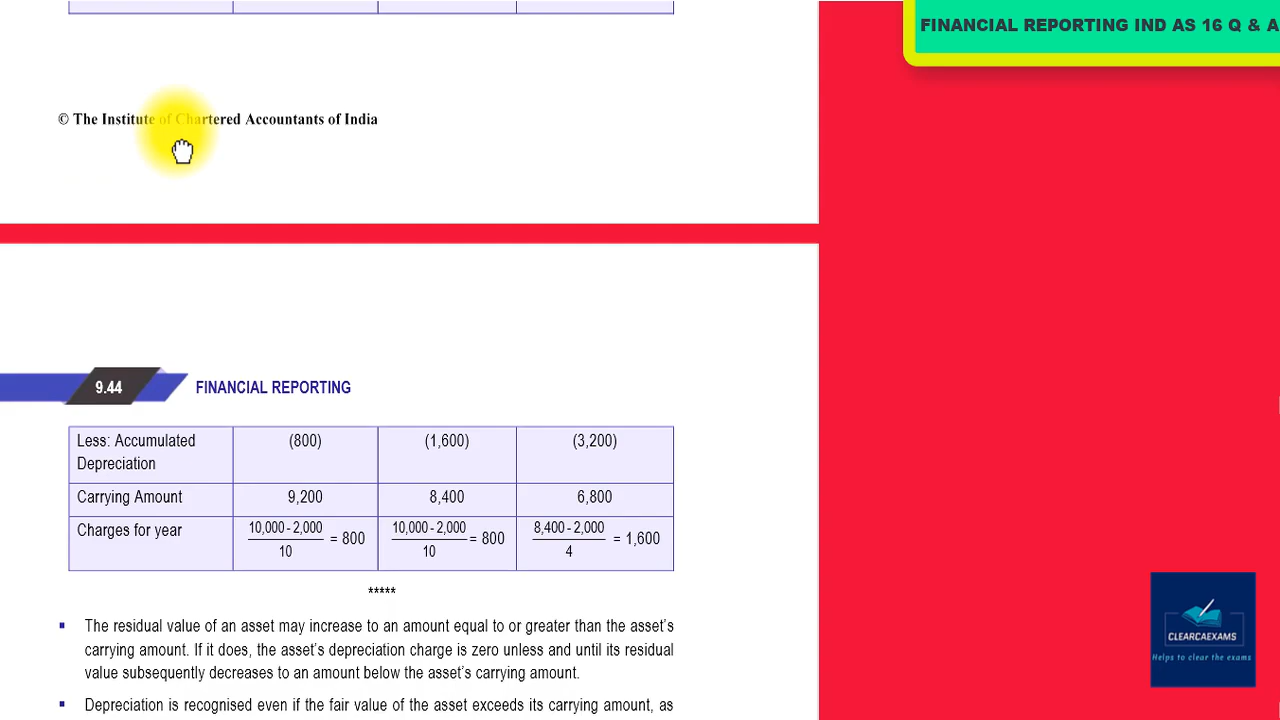 FINANCIAL REPORTING IND AS 16 Q & A
© The Institute of Chartered Accountants of India
9.44 FINANCIAL REPORTING
Less: Accumulated Depreciation (800) (1,600) (3,200)
Carrying Amount 9,200 8,400 6,800
Charges for year 10,000 - 2,000 / 10 = 800 10,000 - 2,000 / 10 = 800 8,400 - 2,000 / 4 = 1,600
*****
▪ The residual value of an asset may increase to an amount equal to or greater than the asset's
carrying amount. If it does, the asset's depreciation charge is zero unless and until its residual
value subsequently decreases to an amount below the asset's carrying amount.
▪ Depreciation is recognised even if the fair value of the asset exceeds its carrying amount, as
CLEARCAEXAMS
Helps to clear the exams